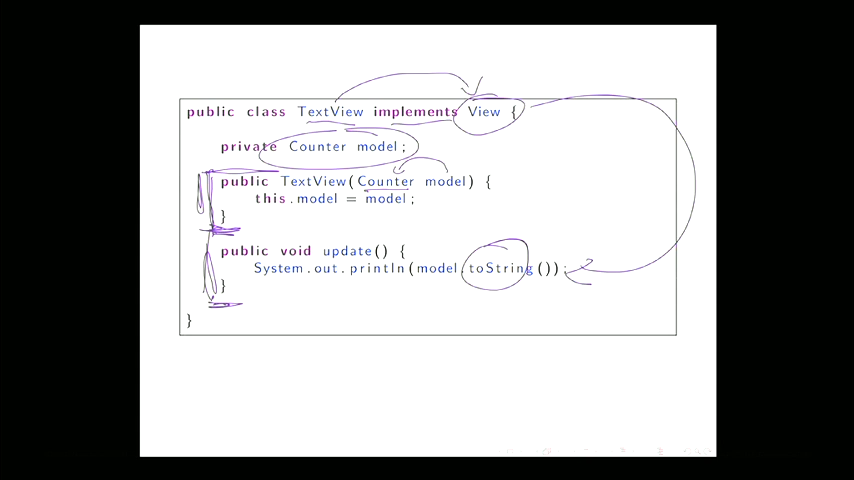 public class TextView implements View {
private Counter model;
public TextView(Counter model) {
this.model = model;
}
public void update() {
System.out.println(model.toString());
}
}